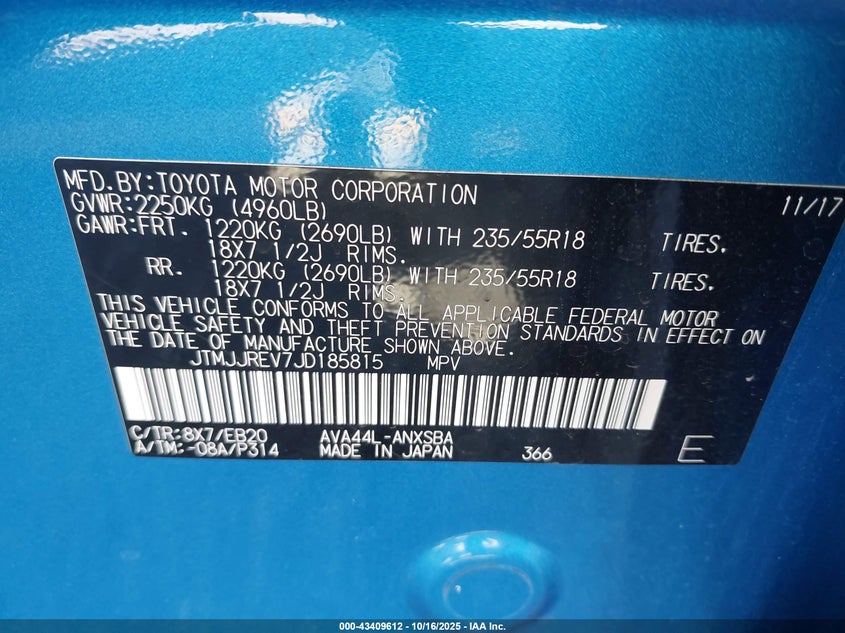 MFD.BY:TOYOTA MOTOR CORPORATION 11/17
GVWR:2250KG (4960LB)
GAWR:FRT. 1220KG (2690LB) WITH 235/55R18 TIRES.
18X7 1/2J RIMS.
RR. 1220KG (2690LB) WITH 235/55R18 TIRES.
18X7 1/2J RIMS.
THIS VEHICLE CONFORMS TO ALL APPLICABLE FEDERAL MOTOR
VEHICLE SAFETY AND THEFT PREVENTION STANDARDS IN EFFECT ON
THE DATE OF MANUFACTURE SHOWN ABOVE.
JTMJJREV7JD185815 MPV
C/TR:8X7/EB20 AVA44L-ANXSBA
A/TM:-08A/P314 MADE IN JAPAN 366 E
000-43409612 - 10/16/2025 - IAA Inc.